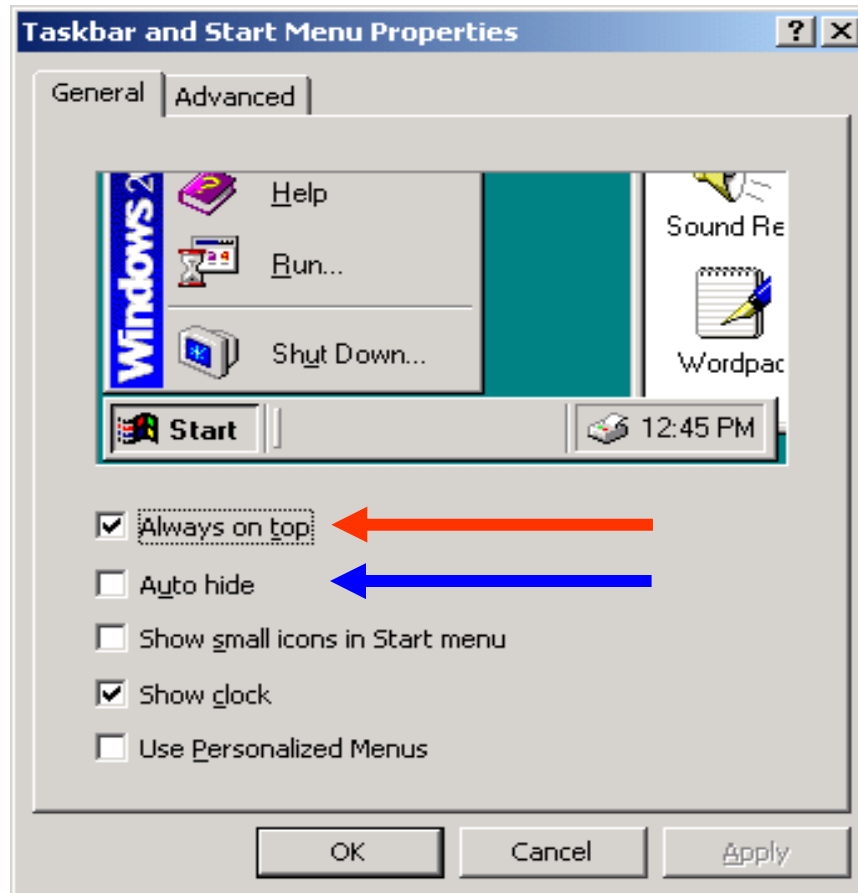 Taskbar and Start Menu Properties
General Advanced
Windows 2
Help
Run...
Shut Down...
Sound Re
Wordpac
Start 12:45 PM
Always on top
Auto hide
Show small icons in Start menu
Show clock
Use Personalized Menus
OK Cancel Apply